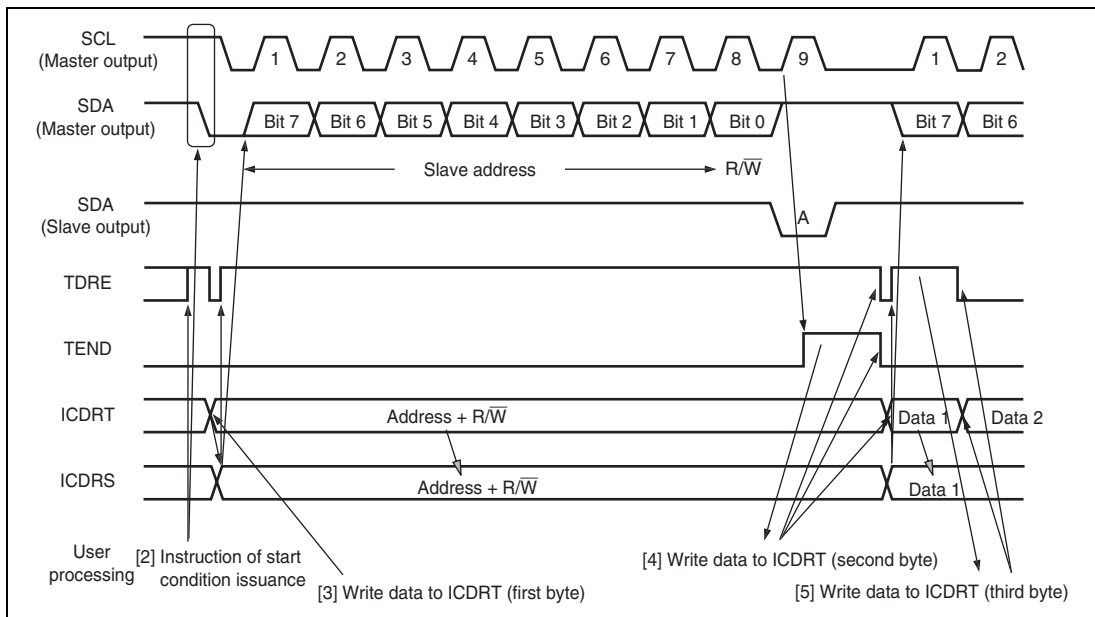 SCL
(Master output)
1 2 3 4 5 6 7 8 9 1 2
SDA
(Master output)
Bit 7 Bit 6 Bit 5 Bit 4 Bit 3 Bit 2 Bit 1 Bit 0 Bit 7 Bit 6
Slave address R/W̅
SDA
(Slave output)
A
TDRE
TEND
ICDRT
Address + R/W̅ Data 1 Data 2
ICDRS
Address + R/W̅ Data 1
User
processing
[2] Instruction of start
condition issuance
[3] Write data to ICDRT (first byte)
[4] Write data to ICDRT (second byte)
[5] Write data to ICDRT (third byte)